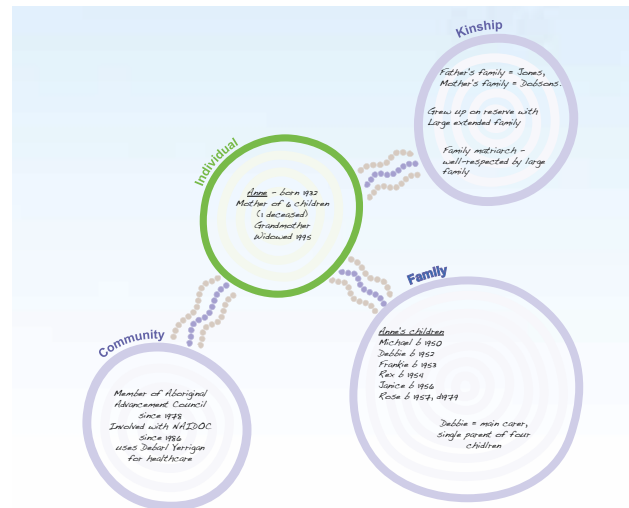 Kinship
Father's family = Jones,
Mother's family = Dobsons.
Grew up on reserve with
Large extended family
Family matriarch -
well-respected by large
family
Individual
Anne - born 1932
Mother of 6 children
(1 deceased)
Grandmother
Widowed 1995
Family
Anne's children
Michael b 1950
Debbie b 1952
Frankie b 1953
Rex b 1954
Janice b 1956
Rose b 1957, d1979
Debbie = main carer,
single parent of four
chidlren
Community
Member of Aboriginal
Advancement Council
since 1978
Involved with NAIDOC
since 1986
uses Debarl Yerrigan
for healthcare